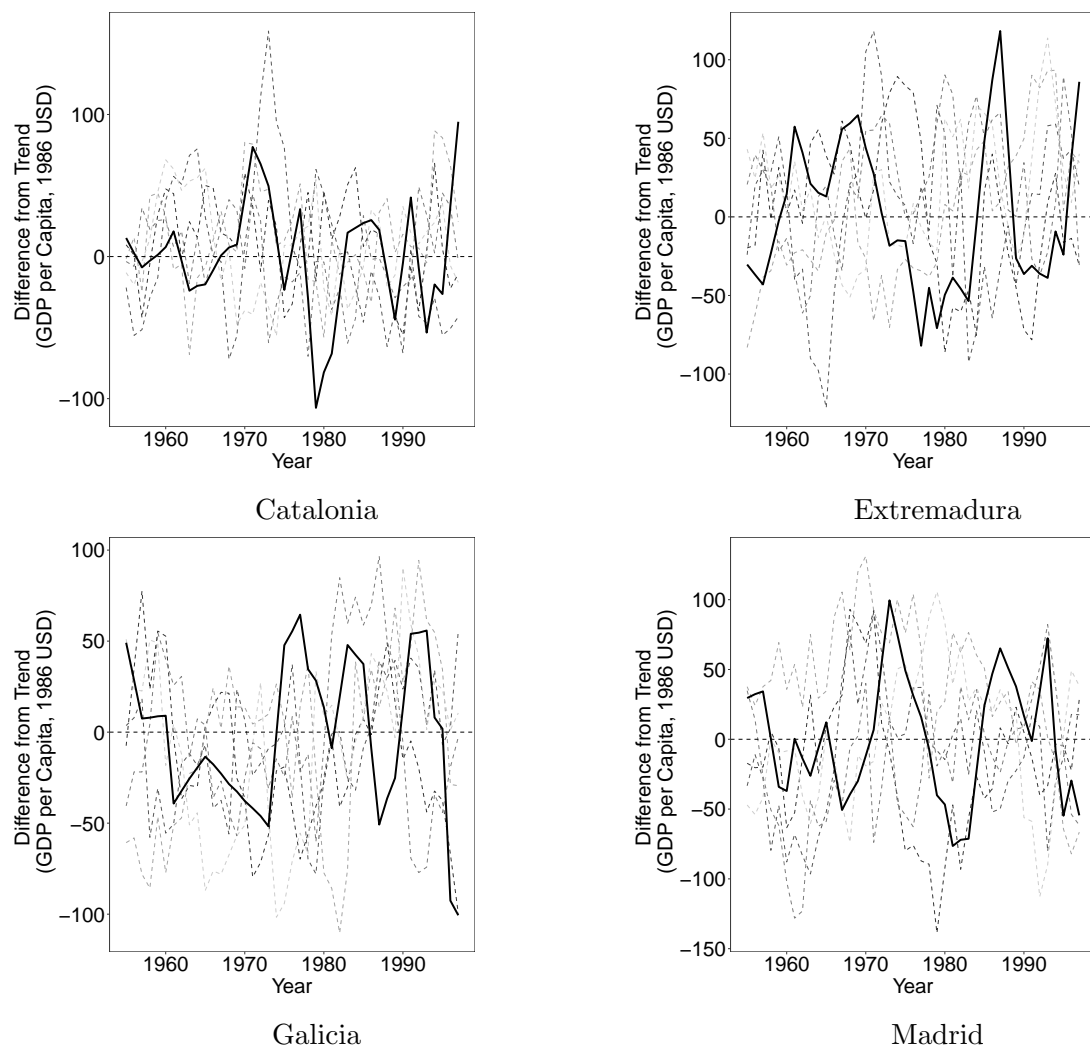 Difference from Trend
(GDP per Capita, 1986 USD)
100
0
−100
1960 1970 1980 1990
Year
Catalonia
Difference from Trend
(GDP per Capita, 1986 USD)
100
50
0
−50
−100
1960 1970 1980 1990
Year
Extremadura
Difference from Trend
(GDP per Capita, 1986 USD)
100
50
0
−50
−100
1960 1970 1980 1990
Year
Galicia
Difference from Trend
(GDP per Capita, 1986 USD)
100
50
0
−50
−100
−150
1960 1970 1980 1990
Year
Madrid